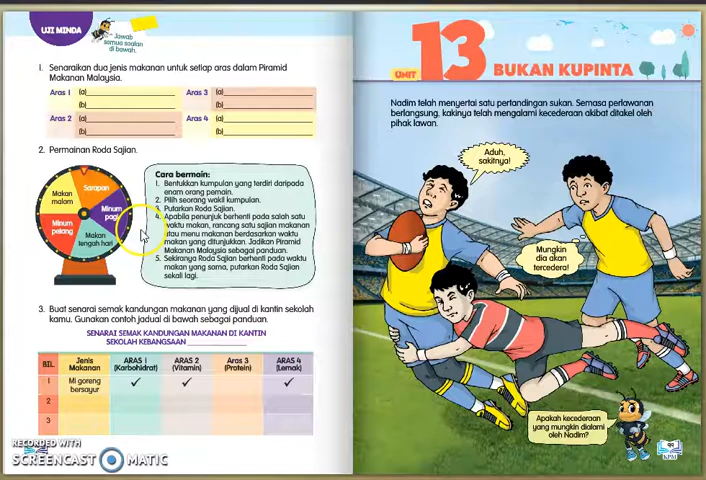 UJI MINDA
Jawab
semua soalan
di bawah.
1. Senaraikan dua jenis makanan untuk setiap aras dalam Piramid
Makanan Malaysia.
Aras 1 (a)
(b)
Aras 2 (a)
(b)
Aras 3 (a)
(b)
Aras 4 (a)
(b)
2. Permainan Roda Sajian.
Sarapan
Minum
pagi
Makan
tengah hari
Minum
petang
Makan
malam
Cara bermain:
1. Bentukkan kumpulan yang terdiri daripada
enam orang pemain.
2. Pilih seorang wakil kumpulan.
3. Putarkan Roda Sajian.
4. Apabila penunjuk berhenti pada salah satu
waktu makan, rancang satu sajian makanan
atau menu makanan berdasarkan waktu
makan yang ditunjukkan. Jadikan Piramid
Makanan Malaysia sebagai panduan.
5. Sekiranya Roda Sajian berhenti pada waktu
makan yang sama, putarkan Roda Sajian
sekali lagi.
3. Buat senarai semak kandungan makanan yang dijual di kantin sekolah
kamu. Gunakan contoh jadual di bawah sebagai panduan.
SENARAI SEMAK KANDUNGAN MAKANAN DI KANTIN
SEKOLAH KEBANGSAAN
BIL Jenis Makanan ARAS 1 (Karbohidrat) ARAS 2 (Vitamin) Aras 3 (Protein) ARAS 4 (Lemak)
1 Mi goreng bersayur ✓ ✓ ✓
2
3
RECORDED WITH
SCREENCAST MATIC
UNIT 13 BUKAN KUPINTA
Nadim telah menyertai satu pertandingan sukan. Semasa perlawanan
berlangsung, kakinya telah mengalami kecederaan akibat ditakel oleh
pihak lawan.
Aduh,
sakitnya!
Mungkin
dia akan
tercedera!
Apakah kecederaan
yang mungkin dialami
oleh Nadim?
99
KPM